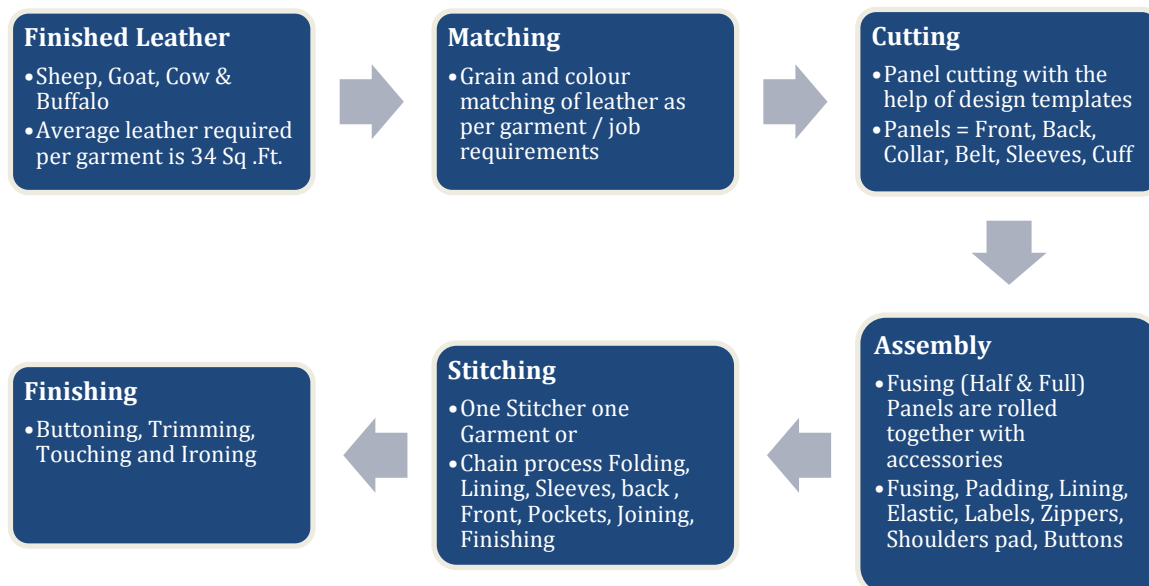 Finished Leather
•Sheep, Goat, Cow &
Buffalo
•Average leather required
per garment is 34 Sq .Ft.
Matching
•Grain and colour
matching of leather as
per garment / job
requirements
Cutting
•Panel cutting with the
help of design templates
•Panels = Front, Back,
Collar, Belt, Sleeves, Cuff
Assembly
•Fusing (Half & Full)
Panels are rolled
together with
accessories
•Fusing, Padding, Lining,
Elastic, Labels, Zippers,
Shoulders pad, Buttons
Stitching
•One Stitcher one
Garment or
•Chain process Folding,
Lining, Sleeves, back ,
Front, Pockets, Joining,
Finishing
Finishing
•Buttoning, Trimming,
Touching and Ironing